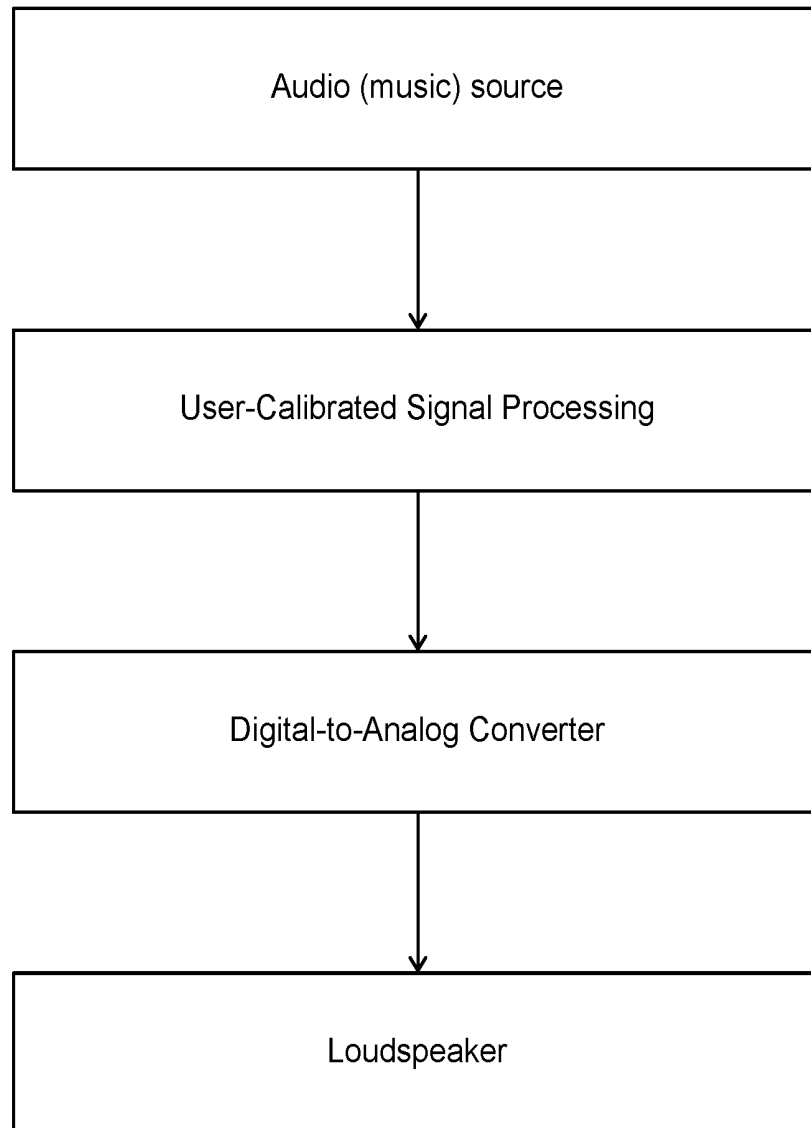 Audio (music) source
User-Calibrated Signal Processing
Digital-to-Analog Converter
Loudspeaker